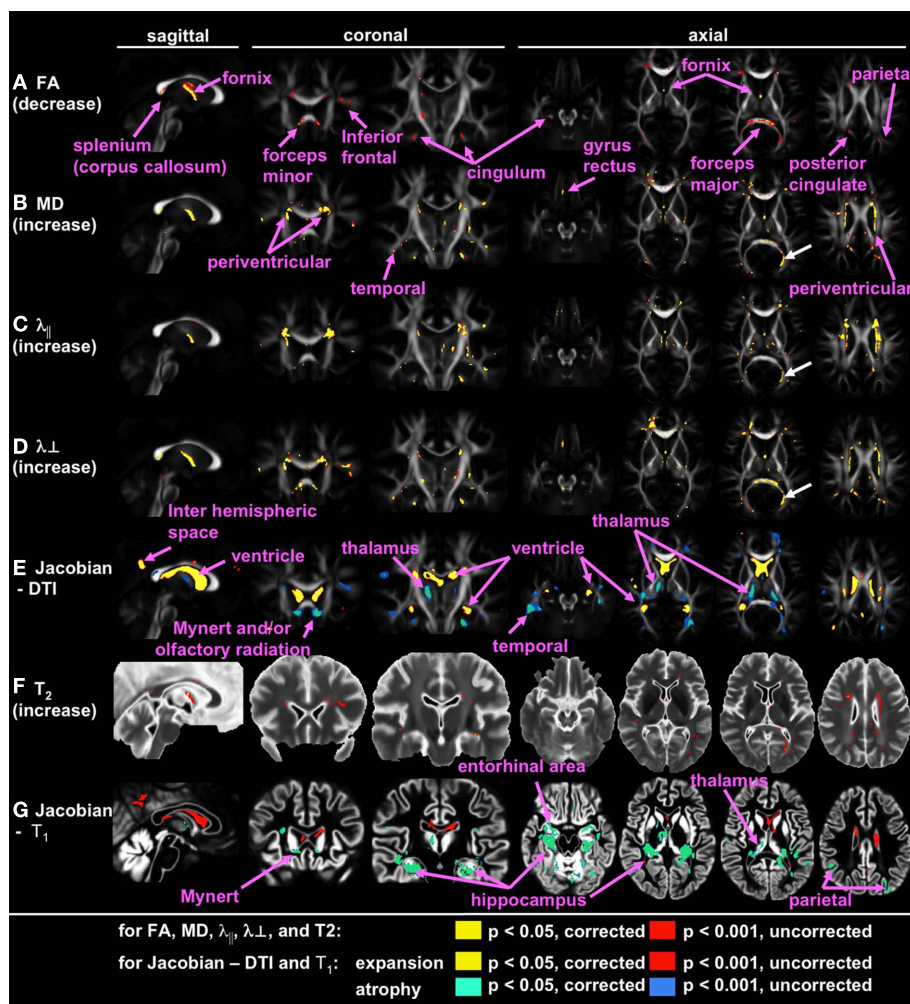 sagittal coronal axial
A FA
(decrease)
fornix
fornix
parieta
splenium
(corpus callosum)
forceps
minor
Inferior
frontal
cingulum
gyrus
rectus
forceps
major
posterior
cingulate
B MD
(increase)
periventricular
temporal
periventricular
C λ||
(increase)
D λ⊥
(increase)
Inter hemispheric
space
thalamus
E Jacobian
- DTI
ventricle
thalamus
ventricle
Mynert and/or
olfactory radiation
temporal
F T2
(increase)
entorhinal area
thalamus
G Jacobian
- T1
Mynert
hippocampus
parietal
for FA, MD, λ||, λ⊥, and T2: p < 0.05, corrected p < 0.001, uncorrected
for Jacobian – DTI and T1: expansion p < 0.05, corrected p < 0.001, uncorrected
atrophy p < 0.05, corrected p < 0.001, uncorrected